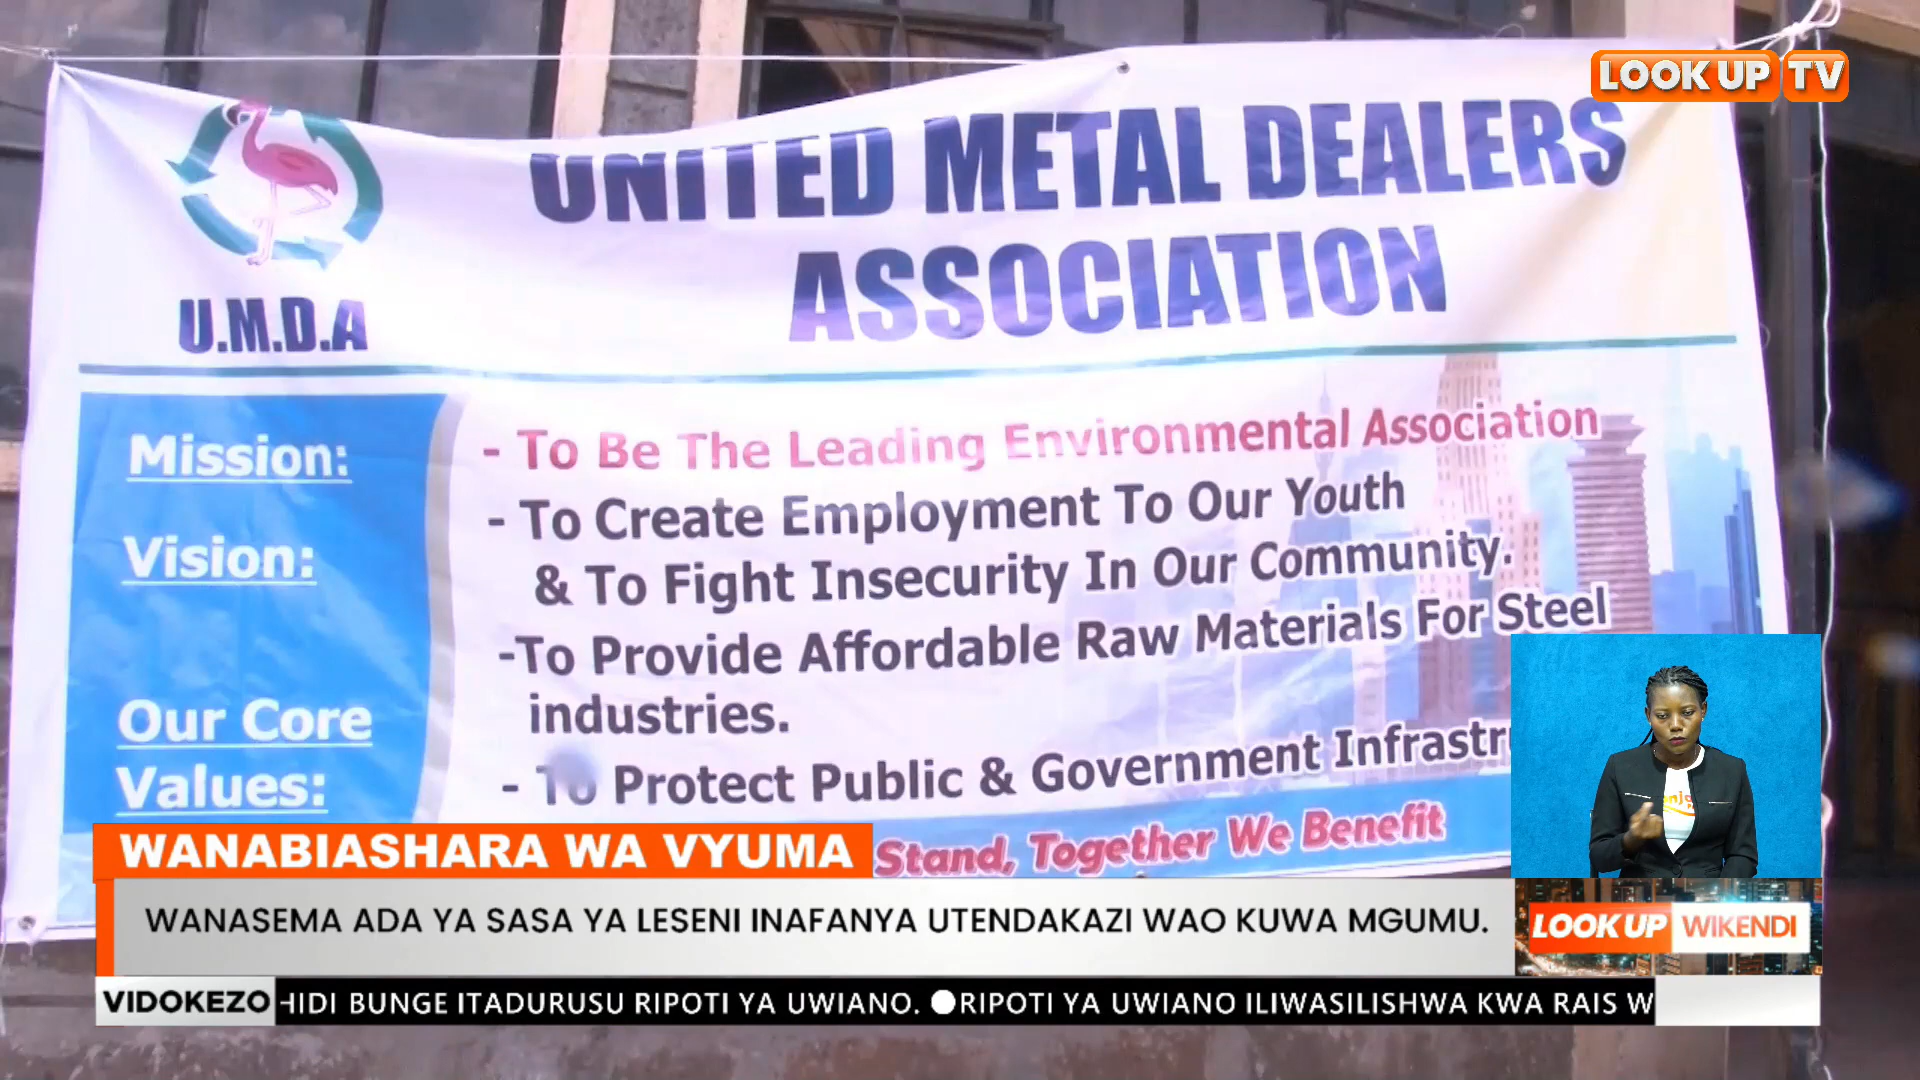 LOOK UP TV
UNITED METAL DEALERS
ASSOCIATION
U.M.D.A
Mission:
- To Be The Leading Environmental Association
Vision:
- To Create Employment To Our Youth
& To Fight Insecurity In Our Community.
Our Core
Values:
-To Provide Affordable Raw Materials For Steel
industries.
- To Protect Public & Government
Stand, Together We Benefit
WANABIASHARA WA VYUMA
WANASEMA ADA YA SASA YA LESENI INAFANYA UTENDAKAZI WAO KUWA MGUMU.
LOOK UP WIKENDI
VIDOKEZO
BUNGE ITADURUSU RIPOTI YA UWIANO. ●RIPOTI YA UWIANO ILIWASILISHWA KWA RAIS